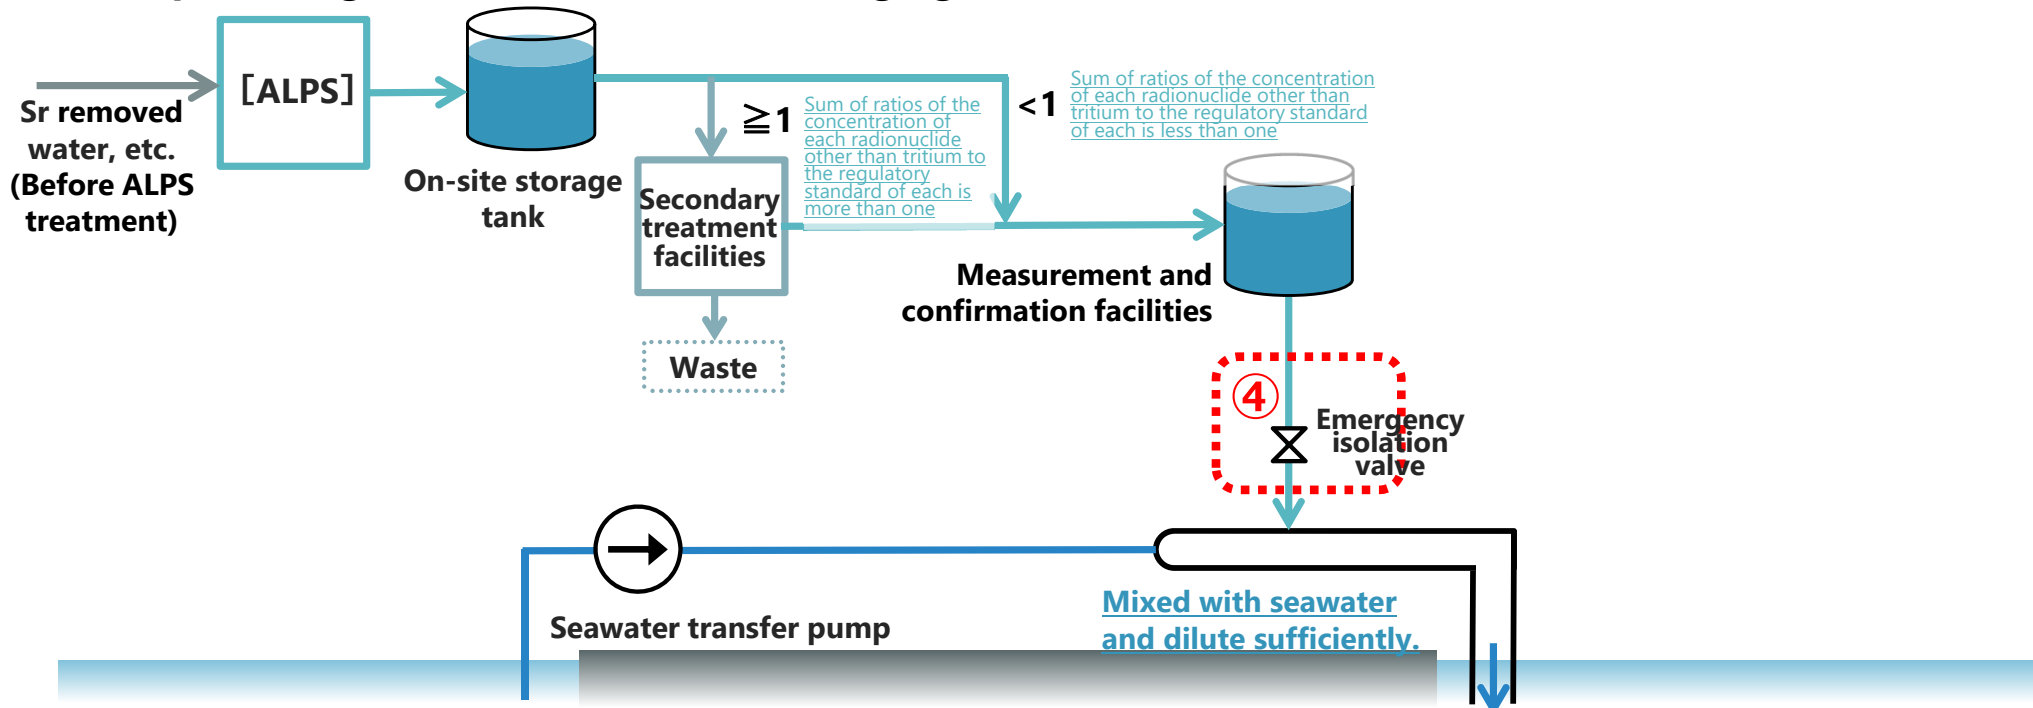 [ALPS]
Sr removed
water, etc.
(Before ALPS
treatment)
On-site storage
tank
≧1
Sum of ratios of the
concentration of
each radionuclide
other than tritium to
the regulatory
standard of each is
more than one
<1
Sum of ratios of the concentration
of each radionuclide other than
tritium to the regulatory standard
of each is less than one
Secondary
treatment
facilities
Waste
Measurement and
confirmation facilities
④
Emergency
isolation
valve
Seawater transfer pump
Mixed with seawater
and dilute sufficiently.